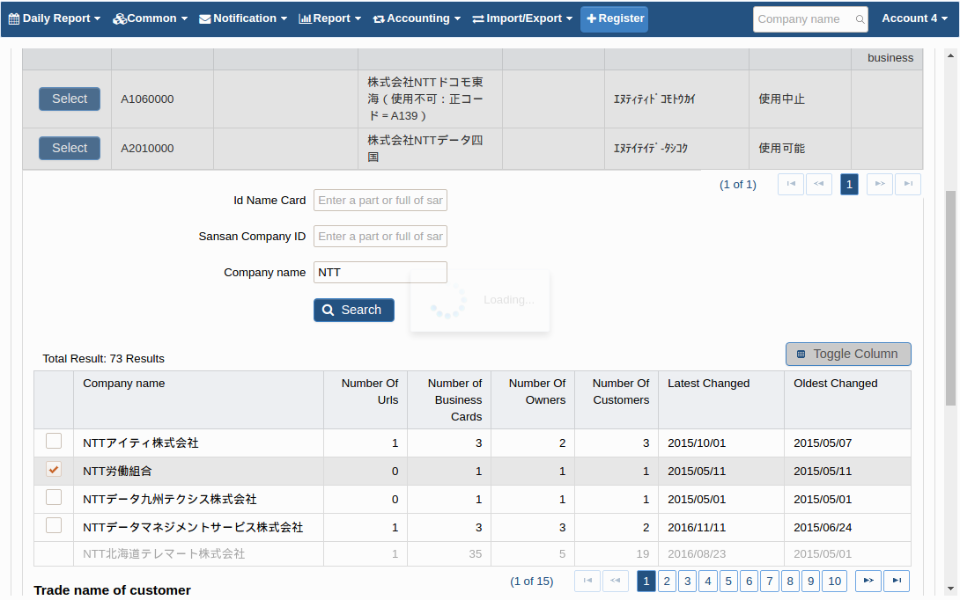 Daily Report Common Notification Report Accounting Import/Export Register Company name Account 4
business
Select A1060000 株式会社NTTドコモ東海（使用不可：正コード＝A139） ｴﾇﾃｨﾃｨﾄﾞｺﾓﾄｳｶｲ 使用中止
Select A2010000 株式会社NTTデータ四国 ｴﾇﾃｲﾃｲﾃﾞ-ﾀｼｺｸ 使用可能
(1 of 1) 1
Id Name Card Enter a part or full of sar
Sansan Company ID Enter a part or full of sar
Company name NTT
Loading...
Search
Total Result: 73 Results Toggle Column
Company name Number Of Urls Number of Business Cards Number Of Owners Number Of Customers Latest Changed Oldest Changed
NTTアイティ株式会社 1 3 2 3 2015/10/01 2015/05/07
NTT労働組合 0 1 1 1 2015/05/11 2015/05/11
NTTデータ九州テクシス株式会社 0 1 1 1 2015/05/01 2015/05/01
NTTデータマネジメントサービス株式会社 1 3 3 2 2016/11/11 2015/06/24
NTT北海道テレマート株式会社 1 35 5 19 2016/08/23 2015/05/01
(1 of 15) 1 2 3 4 5 6 7 8 9 10
Trade name of customer